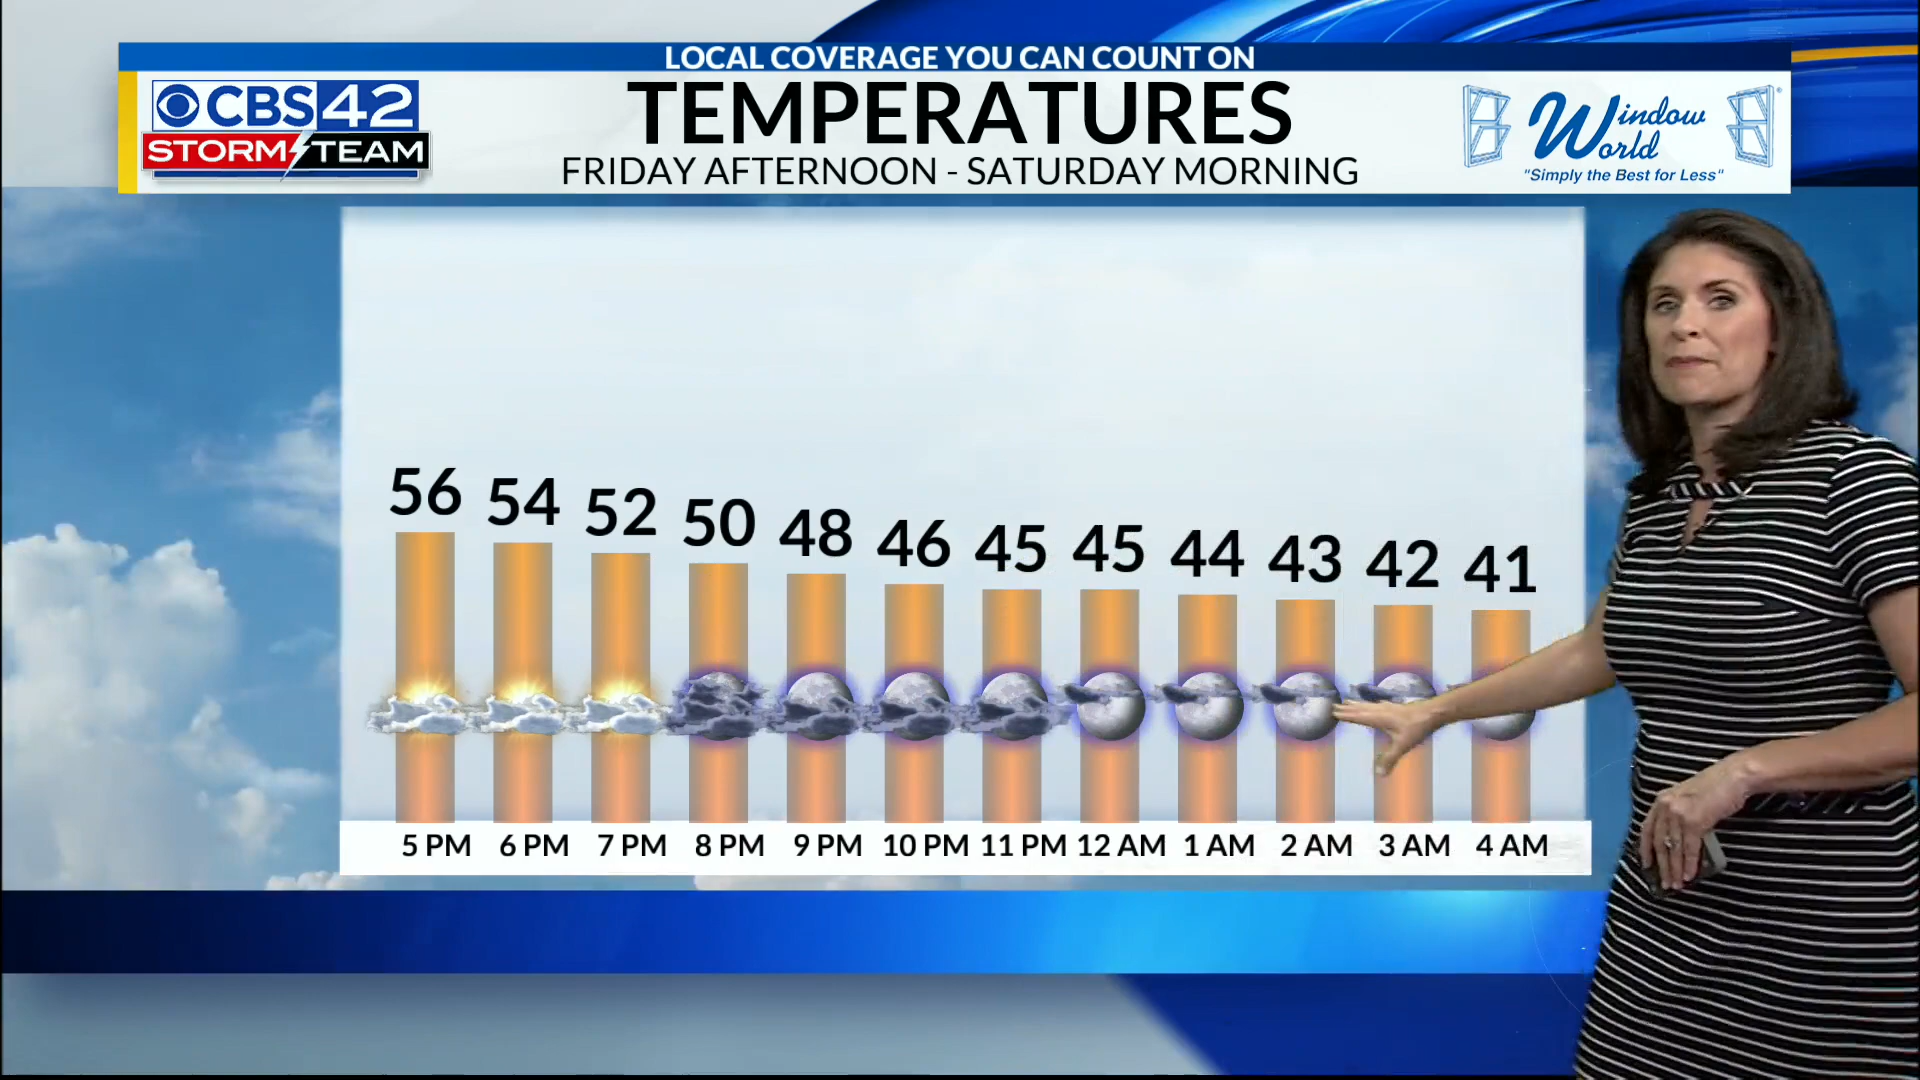 LOCAL COVERAGE YOU CAN COUNT ON
CBS 42
STORM TEAM
TEMPERATURES
FRIDAY AFTERNOON - SATURDAY MORNING
Window
World
"Simply the Best for Less"
56 54 52 50 48 46 45 45 44 43 42 41
5 PM 6 PM 7 PM 8 PM 9 PM 10 PM 11 PM 12 AM 1 AM 2 AM 3 AM 4 AM